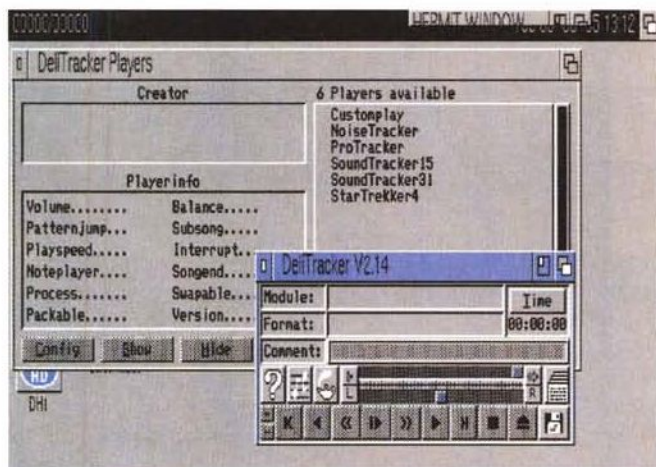 HERMIT WINDOW
13:12
DeliTracker Players
Creator
6 Players available
Customplay
NoiseTracker
ProTracker
SoundTracker15
SoundTracker31
StarTrekker4
Playerinfo
Volume........ Balance.....
Patternjump... Subsong.....
Playspeed..... Interrupt...
Noteplayer.... Songend.....
Process....... Swapable....
Packable...... Version.....
Config Show Hide
DeliTracker V2.14
Module:
Time
Format:
00:00:00
Comment:
L R
HD
DH1